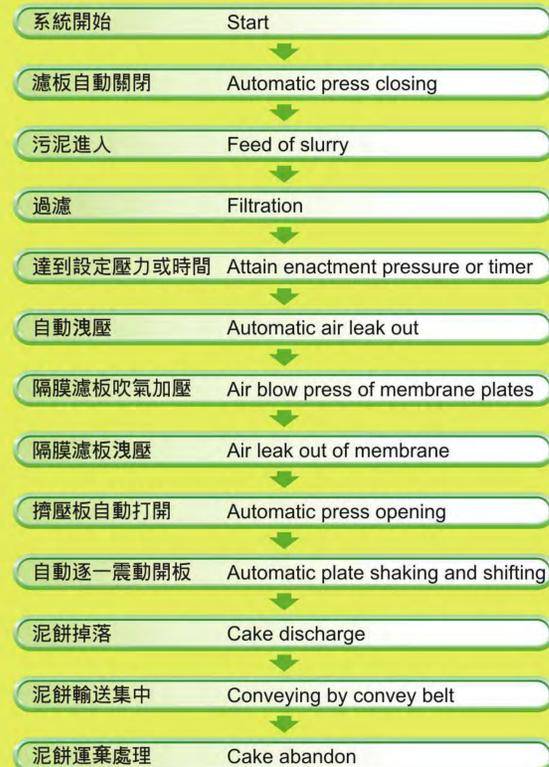 系統開始 Start
濾板自動關閉 Automatic press closing
污泥進人 Feed of slurry
過濾 Filtration
達到設定壓力或時間 Attain enactment pressure or timer
自動洩壓 Automatic air leak out
隔膜濾板吹氣加壓 Air blow press of membrane plates
隔膜濾板洩壓 Air leak out of membrane
擠壓板自動打開 Automatic press opening
自動逐一震動開板 Automatic plate shaking and shifting
泥餅掉落 Cake discharge
泥餅輸送集中 Conveying by convey belt
泥餅運棄處理 Cake abandon